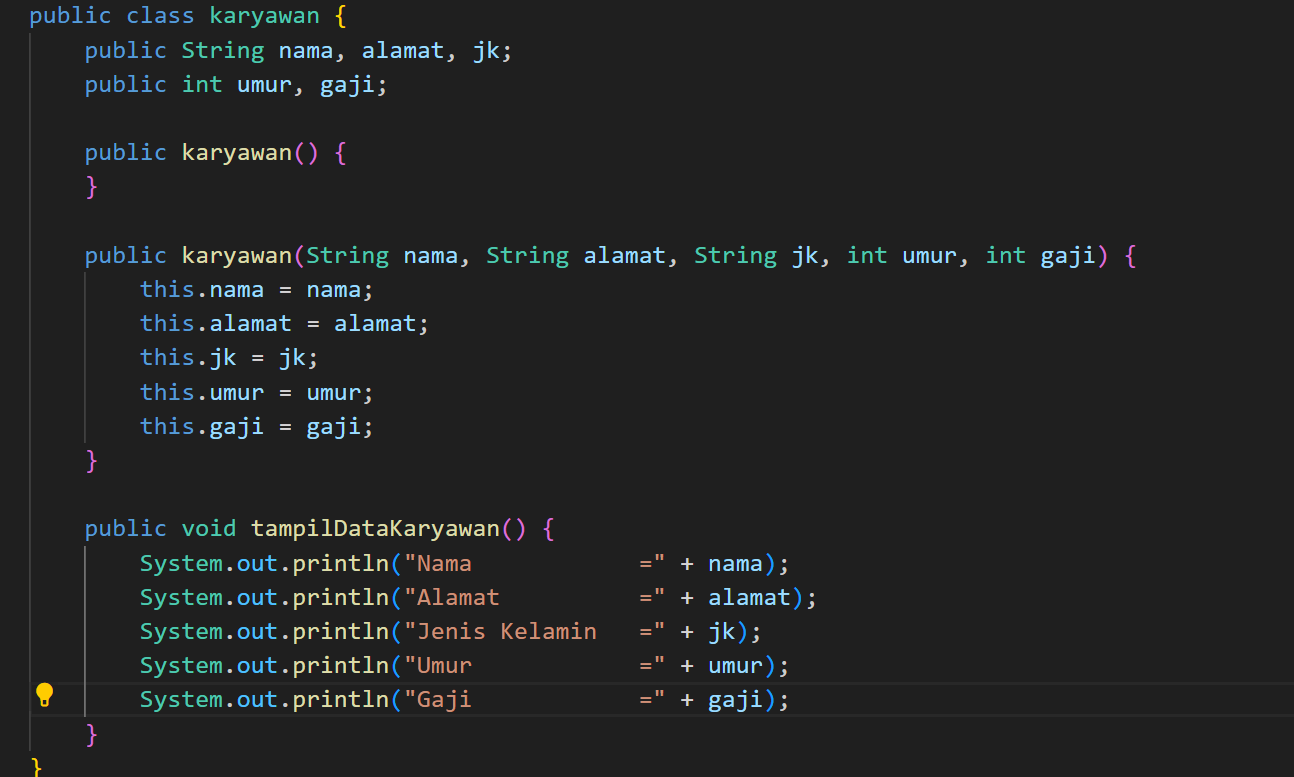 public class karyawan {
    public String nama, alamat, jk;
    public int umur, gaji;

    public karyawan() {
    }

    public karyawan(String nama, String alamat, String jk, int umur, int gaji) {
        this.nama = nama;
        this.alamat = alamat;
        this.jk = jk;
        this.umur = umur;
        this.gaji = gaji;
    }

    public void tampilDataKaryawan() {
        System.out.println("Nama            =" + nama);
        System.out.println("Alamat          =" + alamat);
        System.out.println("Jenis Kelamin   =" + jk);
        System.out.println("Umur            =" + umur);
        System.out.println("Gaji            =" + gaji);
    }
}